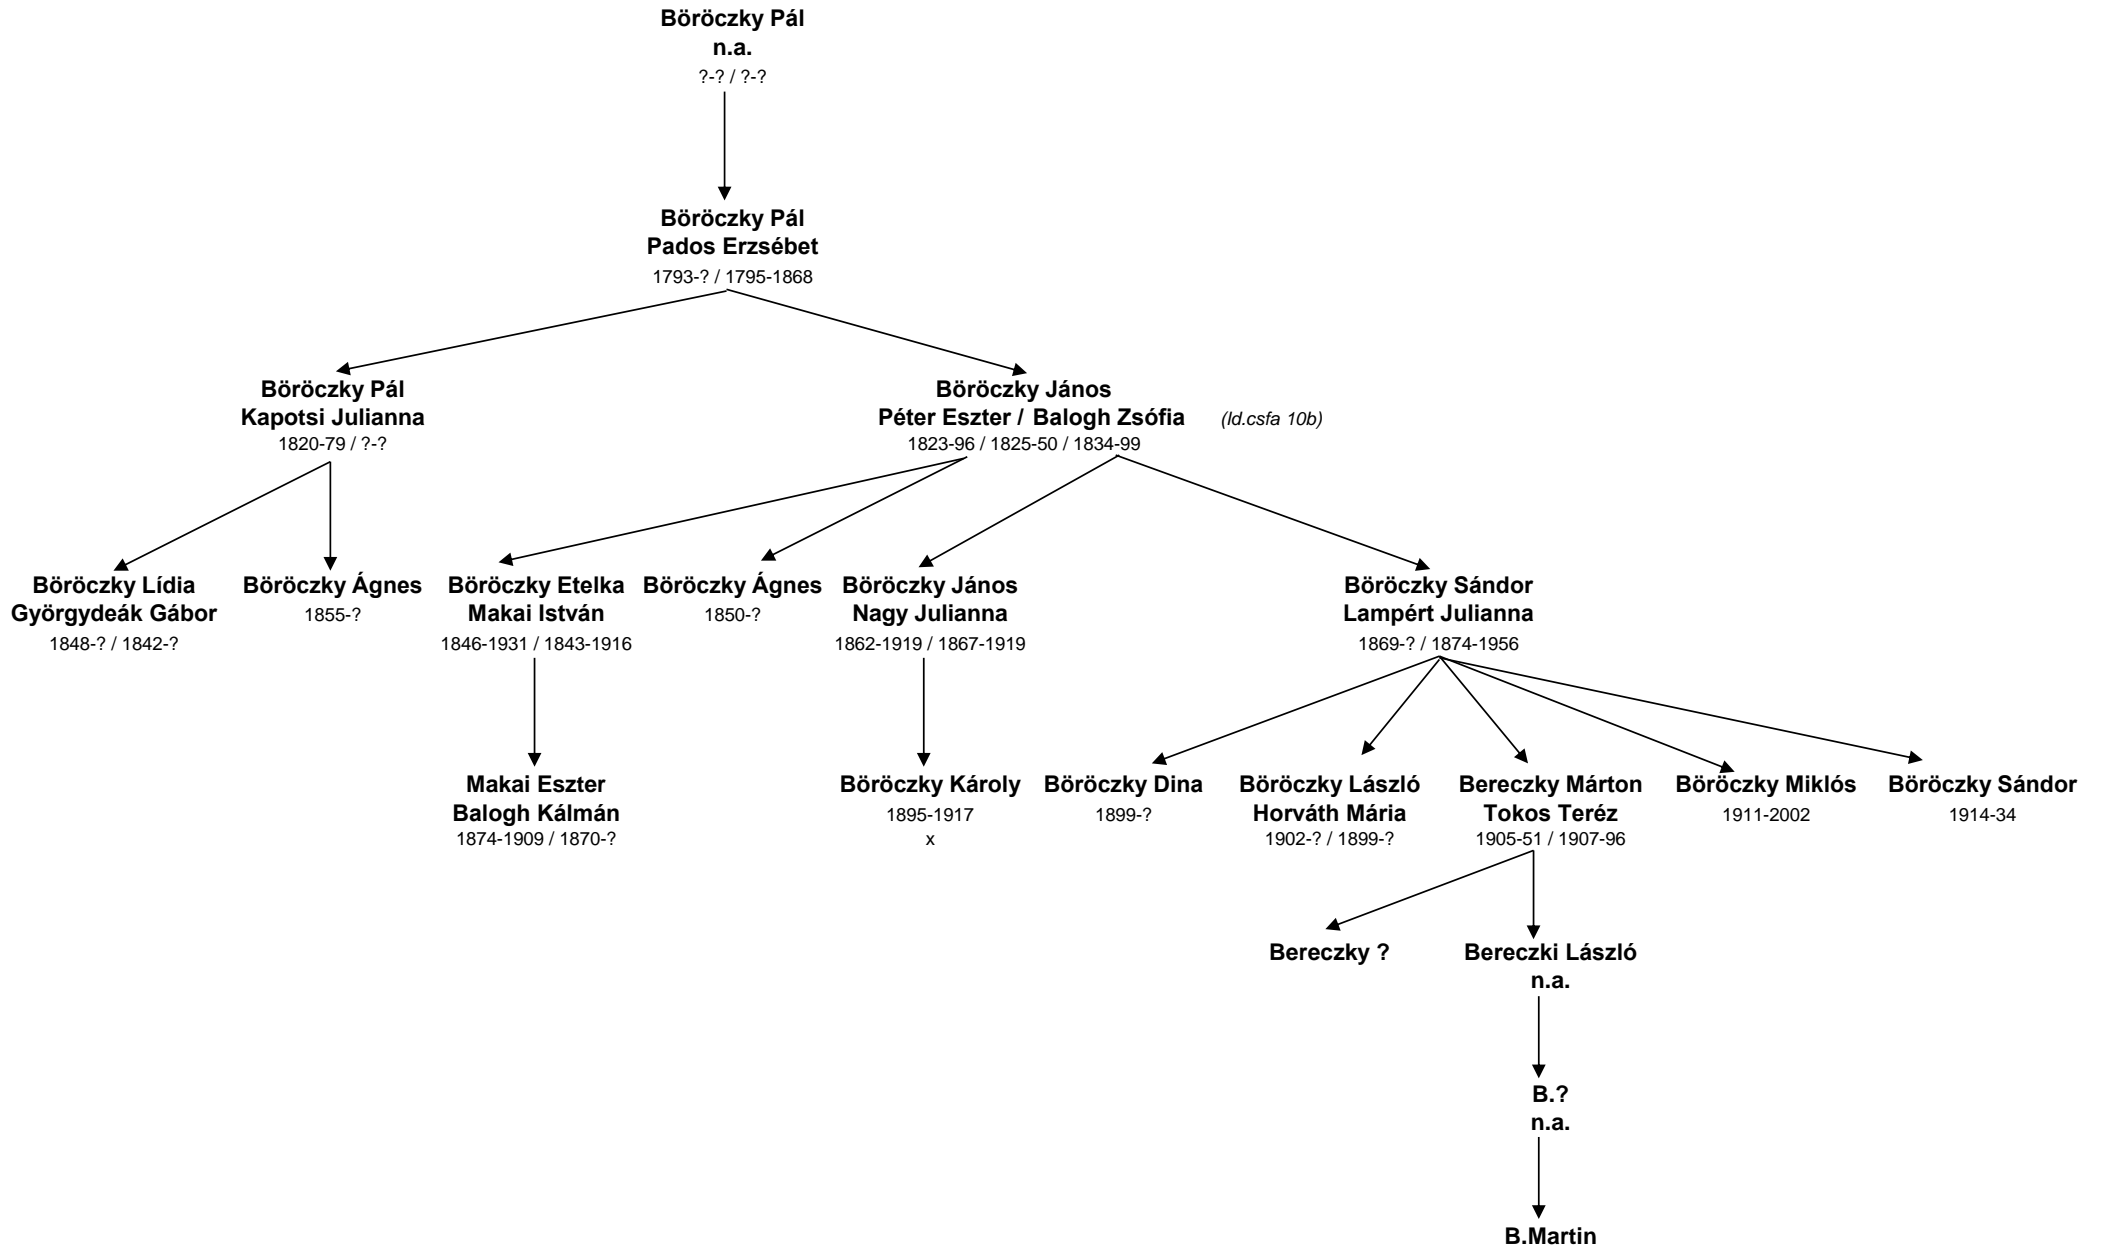 Böröczky Pál
n.a.
?-? / ?-?
Böröczky Pál
Pados Erzsébet
1793-? / 1795-1868
Böröczky Pál
Kapotsi Julianna
1820-79 / ?-?
Böröczky János
Péter Eszter / Balogh Zsófia
(ld.csfa 10b)
1823-96 / 1825-50 / 1834-99
Böröczky Lídia
Györgydeák Gábor
1848-? / 1842-?
Böröczky Ágnes
1855-?
Böröczky Etelka
Makai István
1846-1931 / 1843-1916
Böröczky Ágnes
1850-?
Böröczky János
Nagy Julianna
1862-1919 / 1867-1919
Böröczky Sándor
Lampért Julianna
1869-? / 1874-1956
Makai Eszter
Balogh Kálmán
1874-1909 / 1870-?
Böröczky Károly
1895-1917
x
Böröczky Dina
1899-?
Böröczky László
Horváth Mária
1902-? / 1899-?
Bereczky Márton
Tokos Teréz
1905-51 / 1907-96
Böröczky Miklós
1911-2002
Böröczky Sándor
1914-34
Bereczky ?
Bereczki László
n.a.
B.?
n.a.
B.Martin